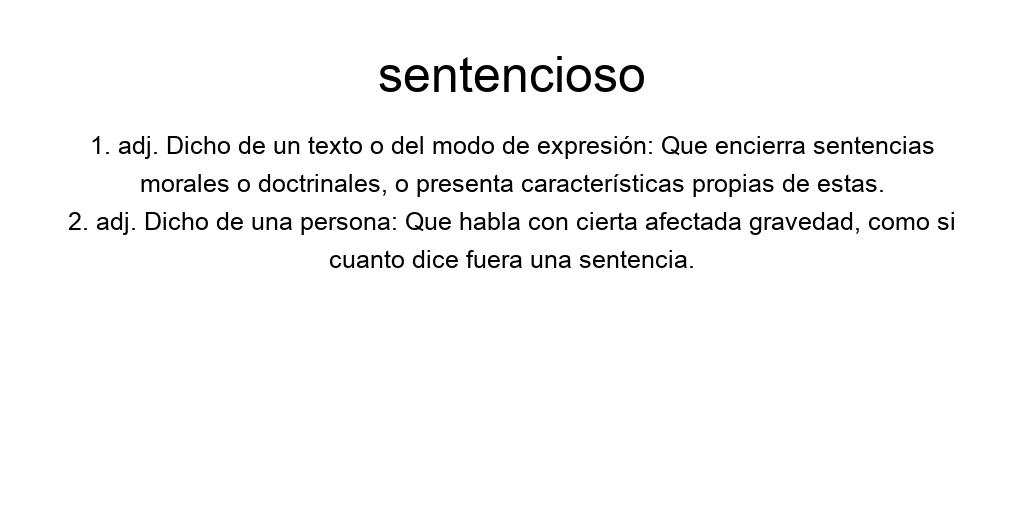 sentencioso
1. adj. Dicho de un texto o del modo de expresión: Que encierra sentencias
morales o doctrinales, o presenta características propias de estas.
2. adj. Dicho de una persona: Que habla con cierta afectada gravedad, como si
cuanto dice fuera una sentencia.